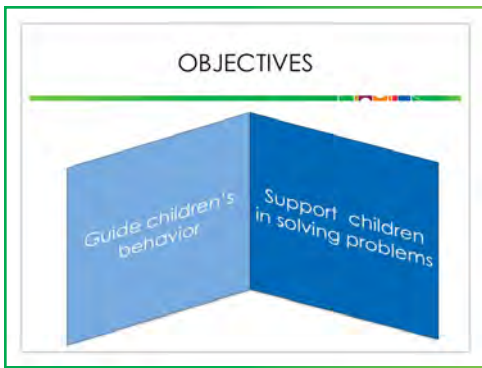 OBJECTIVES
Guide children's
behavior
Support children
in solving problems